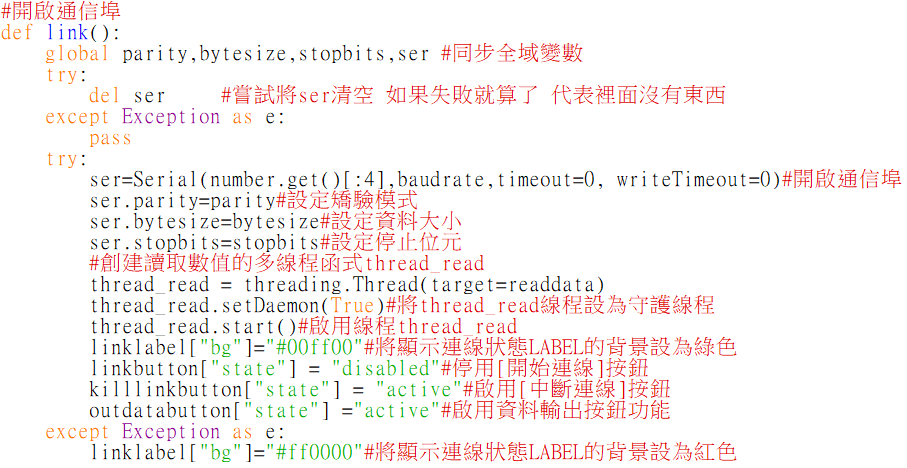 #開啟通信埠
def link():
    global parity,bytesize,stopbits,ser #同步全域變數
    try:
        del ser     #嘗試將ser清空 如果失敗就算了 代表裡面沒有東西
    except Exception as e:
        pass
    try:
        ser=Serial(number.get()[:4],baudrate,timeout=0, writeTimeout=0)#開啟通信埠
        ser.parity=parity#設定矯驗模式
        ser.bytesize=bytesize#設定資料大小
        ser.stopbits=stopbits#設定停止位元
        #創建讀取數值的多線程函式thread_read
        thread_read = threading.Thread(target=readdata)
        thread_read.setDaemon(True)#將thread_read線程設為守護線程
        thread_read.start()#啟用線程thread_read
        linklabel["bg"]="#00ff00"#將顯示連線狀態LABEL的背景設為綠色
        linkbutton["state"] = "disabled"#停用[開始連線]按鈕
        killlinkbutton["state"] = "active"#啟用[中斷連線]按鈕
        outdatabutton["state"] ="active"#啟用資料輸出按鈕功能
    except Exception as e:
        linklabel["bg"]="#ff0000"#將顯示連線狀態LABEL的背景設為紅色